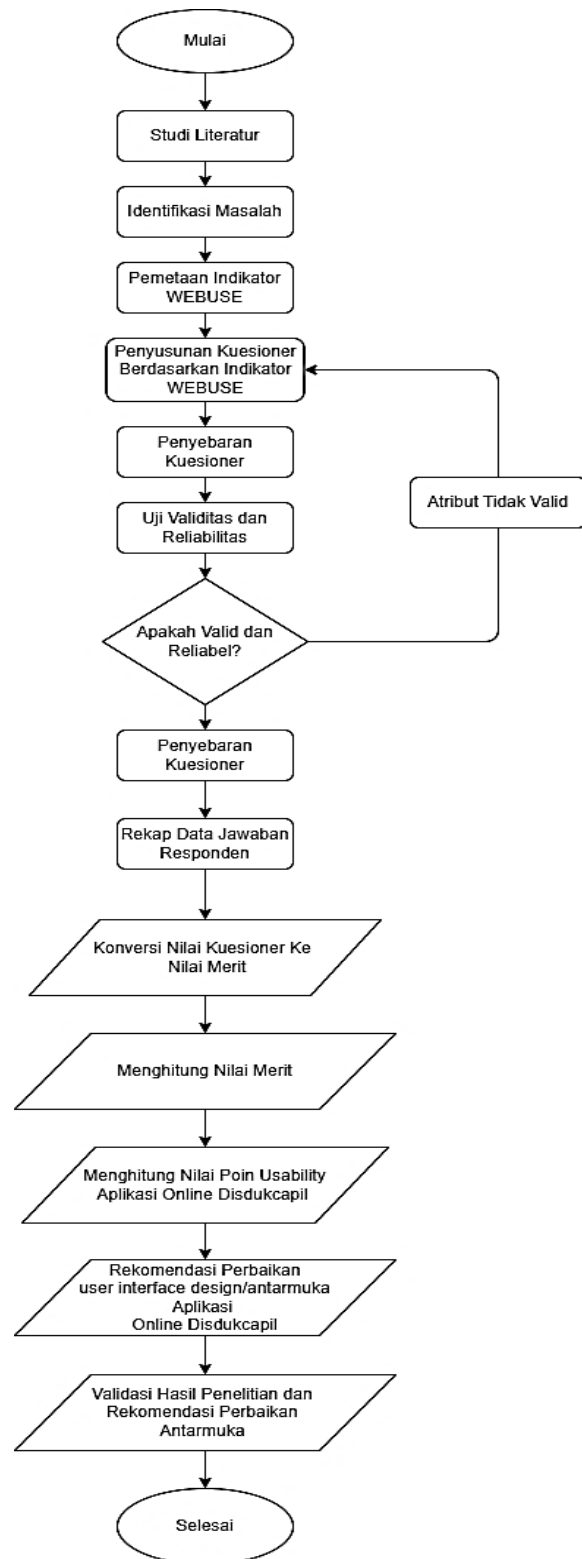 Mulai
Studi Literatur
Identifikasi Masalah
Pemetaan Indikator
WEBUSE
Penyusunan Kuesioner
Berdasarkan Indikator
WEBUSE
Penyebaran
Kuesioner
Atribut Tidak Valid
Uji Validitas dan
Reliabilitas
Apakah Valid dan
Reliabel?
Penyebaran
Kuesioner
Rekap Data Jawaban
Responden
Konversi Nilai Kuesioner Ke
Nilai Merit
Menghitung Nilai Merit
Menghitung Nilai Poin Usability
Aplikasi Online Disdukcapil
Rekomendasi Perbaikan
user interface design/antarmuka
Aplikasi
Online Disdukcapil
Validasi Hasil Penelitian dan
Rekomendasi Perbaikan
Antarmuka
Selesai